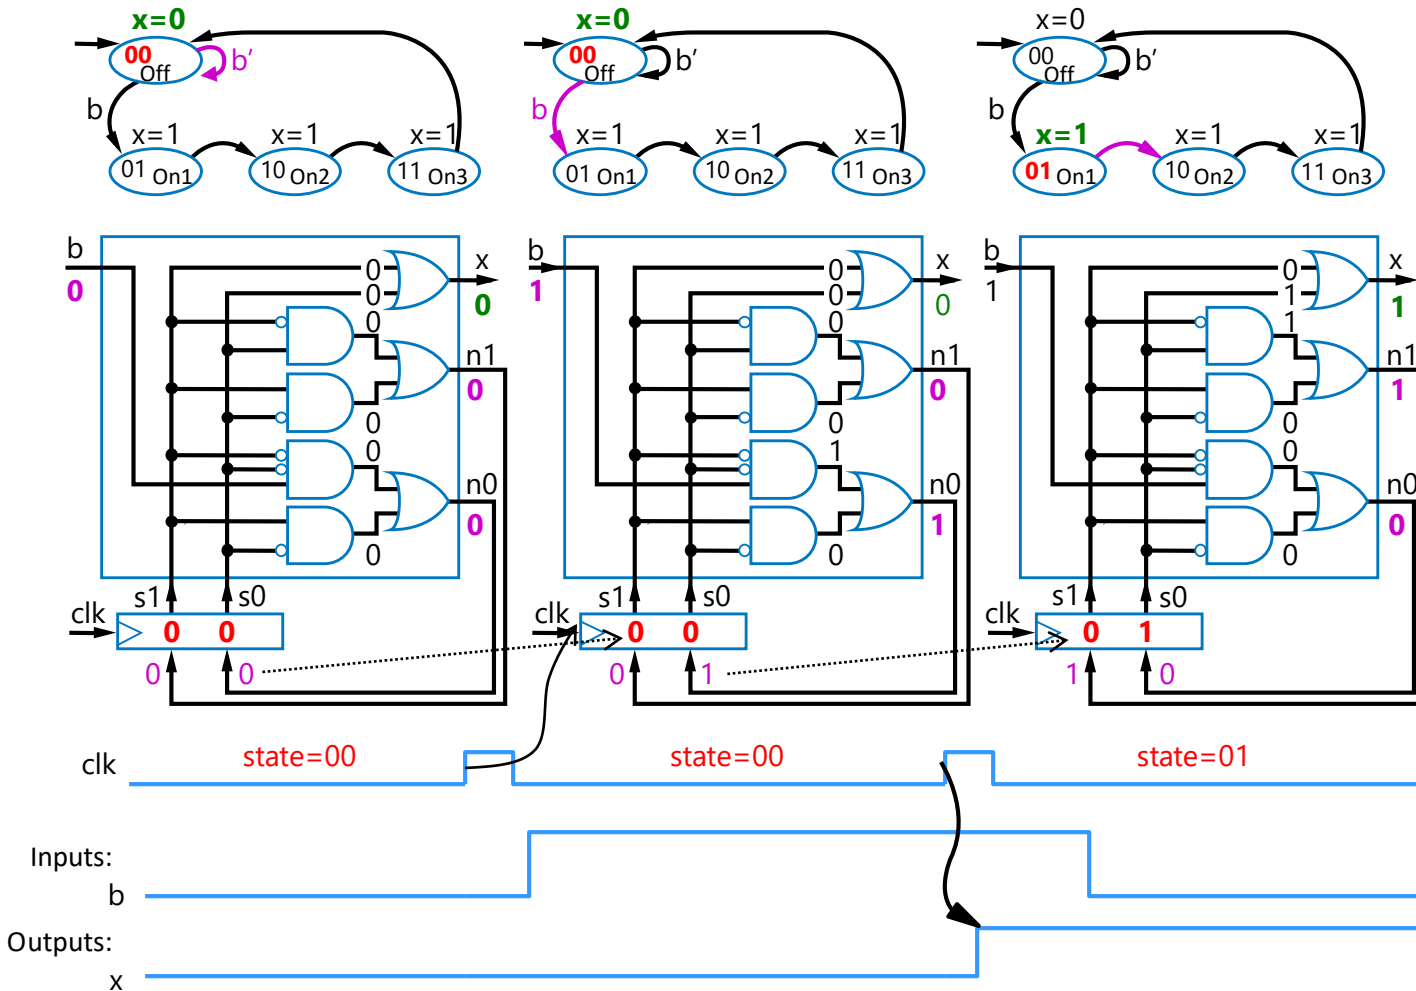 x=0 x=0 x=0
00 Off b’ 00 Off b’ 00 Off b’
b b b
x=1 x=1 x=1 x=1 x=1 x=1 x=1 x=1 x=1
01 On1 10 On2 11 On3 01 On1 10 On2 11 On3 01 On1 10 On2 11 On3
b x b x b x
0 0 0 1 0 0 1 0 1
0 0 1
0 0 1
n1 n1 n1
0 0 1
0 0 0
0 1 0
n0 n0 n0
0 1 0
0 0 0
s1 s0 s1 s0 s1 s0
clk 0 0 clk 0 0 clk 0 1
0 0 0 1 1 0
state=00 state=00 state=01
clk
Inputs:
b
Outputs:
x